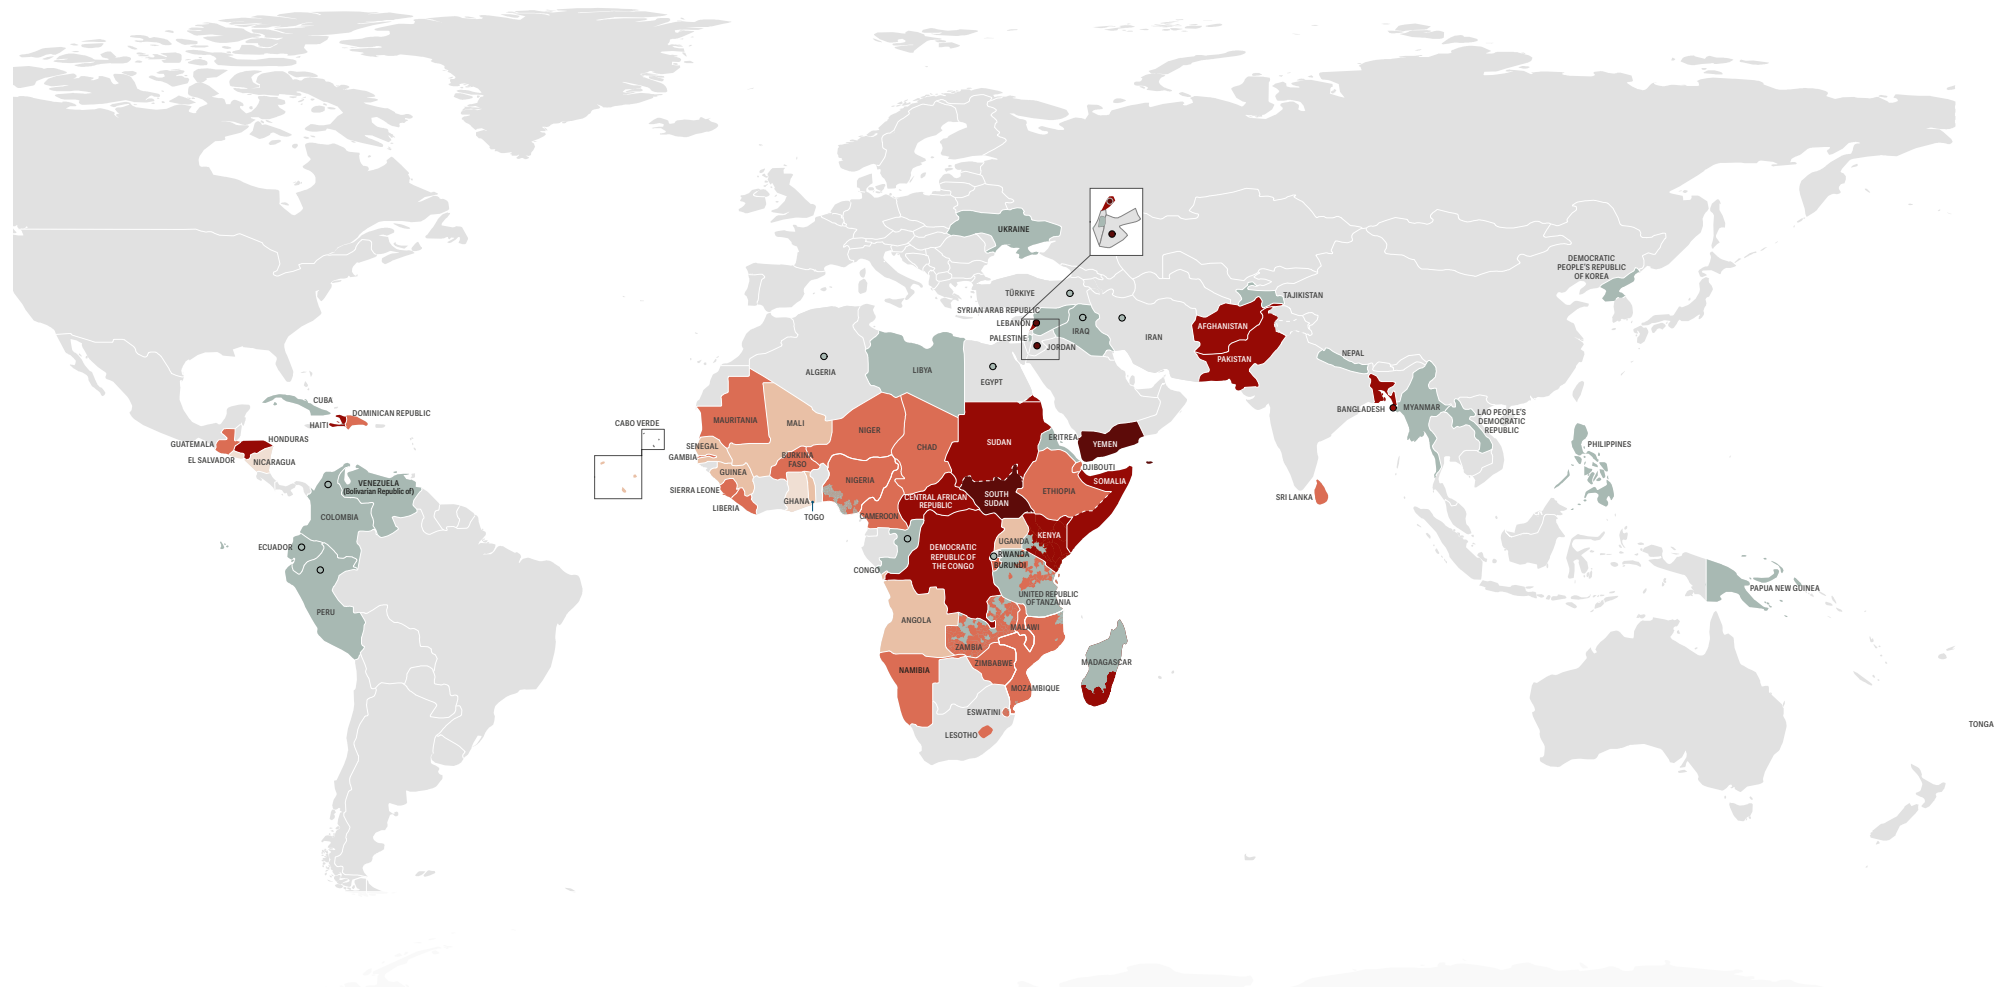 UKRAINE
DEMOCRATIC
PEOPLE'S REPUBLIC
OF KOREA
TÜRKIYE
TAJIKISTAN
SYRIAN ARAB REPUBLIC
LEBANON
AFGHANISTAN
IRAQ
PALESTINE
IRAN
JORDAN
NEPAL
PAKISTAN
ALGERIA
LIBYA
EGYPT
CUBA
DOMINICAN REPUBLIC
HAITI
BANGLADESH
MYANMAR
LAO PEOPLE'S
DEMOCRATIC
REPUBLIC
CABO VERDE
MAURITANIA
MALI
NIGER
CHAD
SUDAN
ERITREA
YEMEN
GUATEMALA
HONDURAS
PHILIPPINES
EL SALVADOR
NICARAGUA
SENEGAL
GAMBIA
BURKINA
FASO
DJIBOUTI
GUINEA
NIGERIA
SOMALIA
VENEZUELA
(Bolivarian Republic of)
SIERRA LEONE
GHANA
CENTRAL AFRICAN
REPUBLIC
SOUTH
SUDAN
ETHIOPIA
SRI LANKA
LIBERIA
TOGO
CAMEROON
COLOMBIA
ECUADOR
UGANDA
KENYA
DEMOCRATIC
REPUBLIC OF
THE CONGO
RWANDA
BURUNDI
CONGO
PAPUA NEW GUINEA
UNITED REPUBLIC
OF TANZANIA
PERU
ANGOLA
MALAWI
ZAMBIA
ZIMBABWE
MADAGASCAR
NAMIBIA
MOZAMBIQUE
ESWATINI
LESOTHO
TONGA